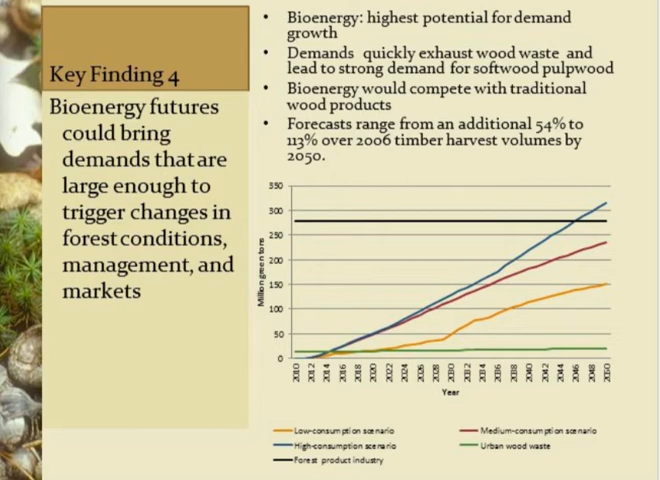 Key Finding 4
Bioenergy futures
could bring
demands that are
large enough to
trigger changes in
forest conditions,
management, and
markets
• Bioenergy: highest potential for demand
growth
• Demands quickly exhaust wood waste and
lead to strong demand for softwood pulpwood
• Bioenergy would compete with traditional
wood products
• Forecasts range from an additional 54% to
113% over 2006 timber harvest volumes by
2050.
Million green tons
350
300
250
200
150
100
50
0
2010 2012 2014 2016 2018 2020 2022 2024 2026 2028 2030 2032 2034 2036 2038 2040 2042 2044 2046 2048 2050
Year
Low-consumption scenario Medium-consumption scenario
High-consumption scenario Urban wood waste
Forest product industry